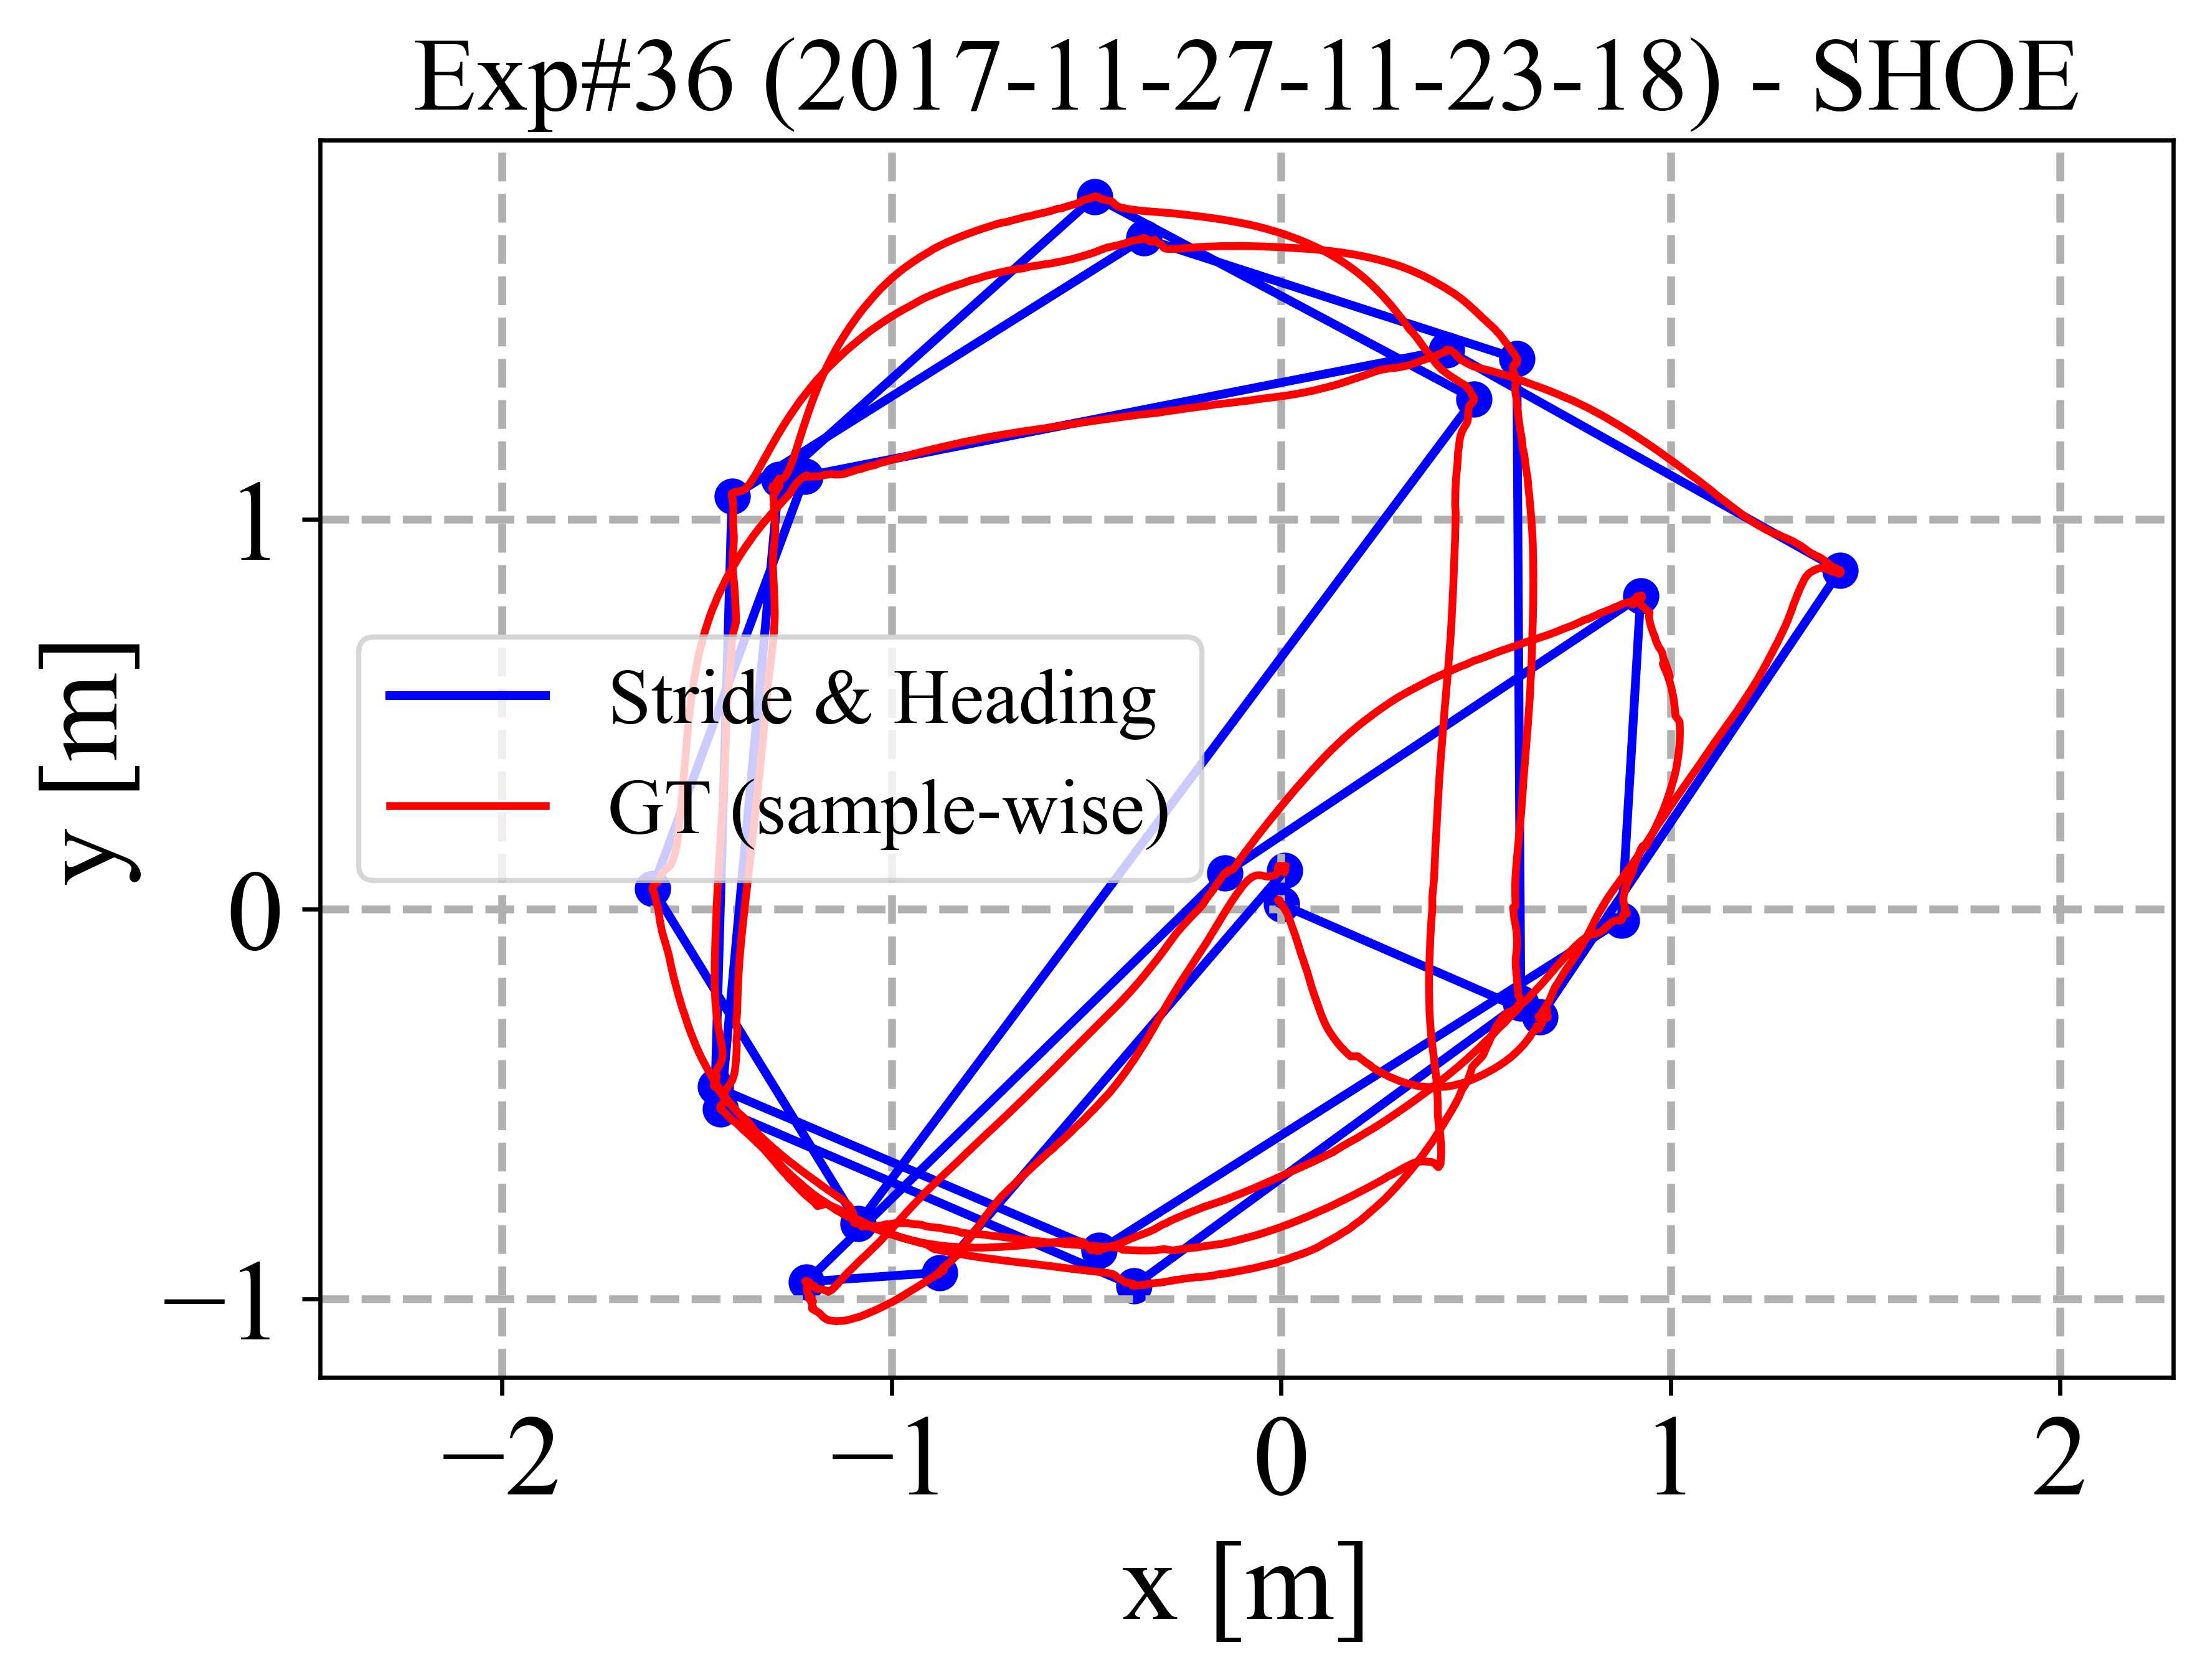 Exp#36 (2017-11-27-11-23-18) - SHOE
y [m]
1
0
−1
Stride & Heading
GT (sample-wise)
−2 −1 0 1 2
x [m]